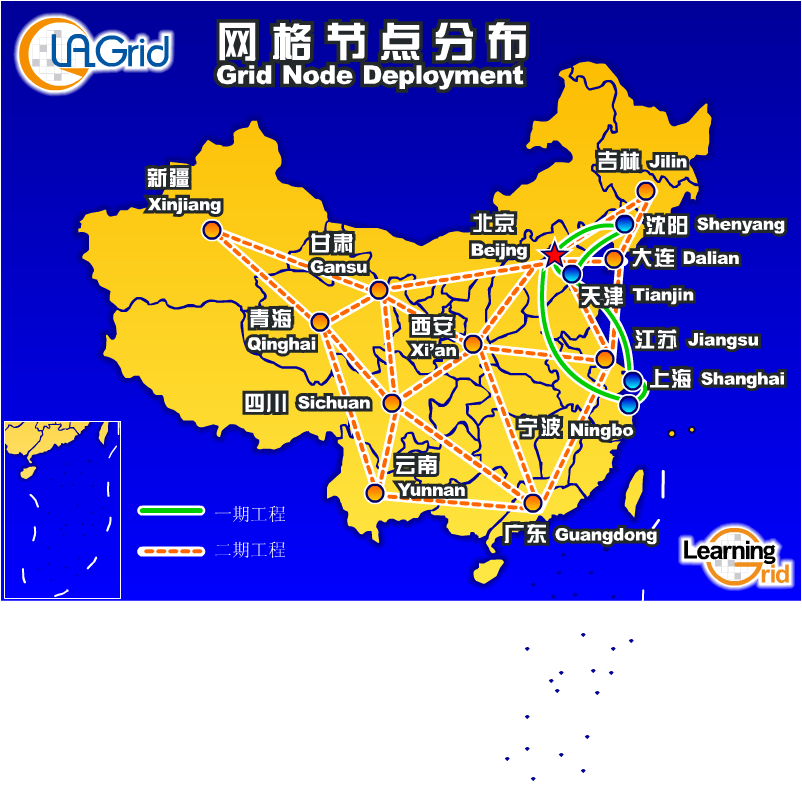 LAGrid
网格节点分布
Grid Node Deployment
吉林 Jilin
新疆
Xinjiang
沈阳 Shenyang
北京
Beijng
甘肃
Gansu
大连 Dalian
天津 Tianjin
青海
Qinghai
西安
Xi'an
江苏 Jiangsu
上海 Shanghai
四川 Sichuan
宁波 Ningbo
云南
Yunnan
一期工程
广东 Guangdong
二期工程
Learning
Grid